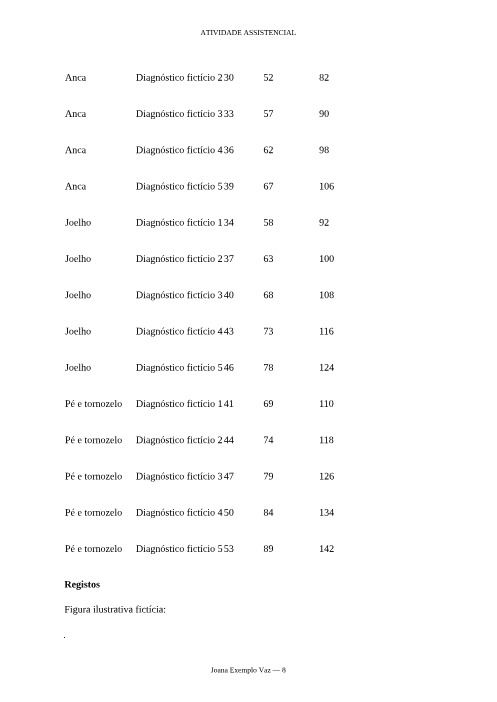 ATIVIDADE ASSISTENCIAL
Anca Diagnóstico fictício 2 30 52 82
Anca Diagnóstico fictício 3 33 57 90
Anca Diagnóstico fictício 4 36 62 98
Anca Diagnóstico fictício 5 39 67 106
Joelho Diagnóstico fictício 1 34 58 92
Joelho Diagnóstico fictício 2 37 63 100
Joelho Diagnóstico fictício 3 40 68 108
Joelho Diagnóstico fictício 4 43 73 116
Joelho Diagnóstico fictício 5 46 78 124
Pé e tornozelo Diagnóstico fictício 1 41 69 110
Pé e tornozelo Diagnóstico fictício 2 44 74 118
Pé e tornozelo Diagnóstico fictício 3 47 79 126
Pé e tornozelo Diagnóstico fictício 4 50 84 134
Pé e tornozelo Diagnóstico fictício 5 53 89 142
Registos
Figura ilustrativa fictícia:
.
Joana Exemplo Vaz — 8